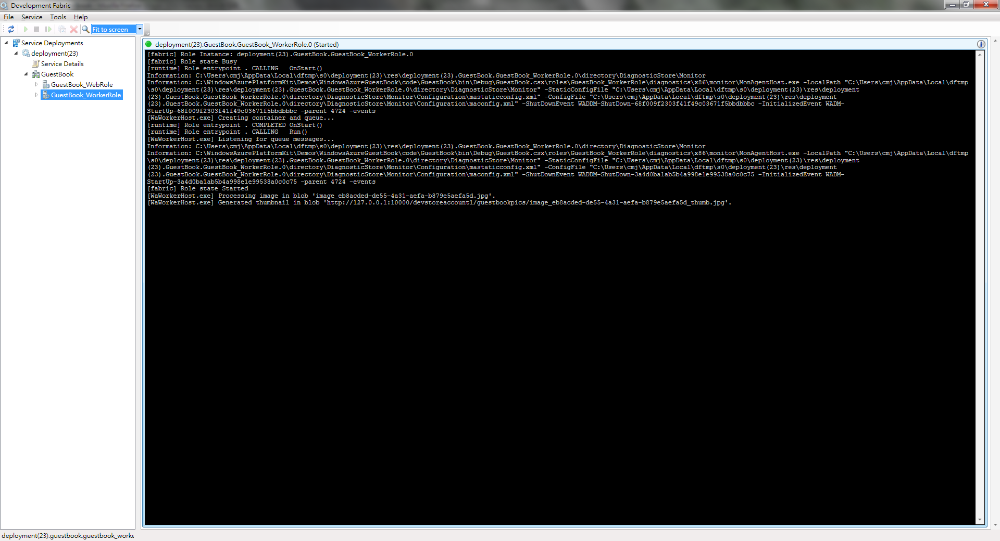 Development Fabric
File Service Tools Help
Fit to screen
Service Deployments
deployment(23)
Service Details
GuestBook
GuestBook_WebRole
GuestBook_WorkerRole
deployment(23).GuestBook.GuestBook_WorkerRole.0 (Started)
[fabric] Role Instance: deployment(23).GuestBook.GuestBook_WorkerRole.0
[fabric] Role state Busy
[runtime] Role entrypoint . CALLING   OnStart()
Information: C:\Users\cmj\AppData\Local\dftmp\s0\deployment(23)\res\deployment(23).GuestBook.GuestBook_WorkerRole.0\directory\DiagnosticStore\Monitor
Information: C:\WindowsAzurePlatformKit\Demos\WindowsAzureGuestBook\code\GuestBook\bin\Debug\GuestBook.csx\roles\GuestBook_WorkerRole\diagnostics\x86\monitor\MonAgentHost.exe -LocalPath "C:\Users\cmj\AppData\Local\dftmp
\s0\deployment(23)\res\deployment(23).GuestBook.GuestBook_WorkerRole.0\directory\DiagnosticStore\Monitor" -StaticConfigFile "C:\Users\cmj\AppData\Local\dftmp\s0\deployment(23)\res\deployment
(23).GuestBook.GuestBook_WorkerRole.0\directory\DiagnosticStore\Monitor\Configuration\mastaticconfig.xml" -ConfigFile "C:\Users\cmj\AppData\Local\dftmp\s0\deployment(23)\res\deployment
(23).GuestBook.GuestBook_WorkerRole.0\directory\DiagnosticStore\Monitor\Configuration\maconfig.xml" -ShutDownEvent WADDM-ShutDown-68f009f2303f41f49c03671f5bbdbbbc -InitializedEvent WADM-
StartUp-68f009f2303f41f49c03671f5bbdbbbc -parent 4724 -events
[WaWorkerHost.exe] Creating container and queue...
[runtime] Role entrypoint . COMPLETED OnStart()
[runtime] Role entrypoint . CALLING   Run()
[WaWorkerHost.exe] Listening for queue messages...
Information: C:\Users\cmj\AppData\Local\dftmp\s0\deployment(23)\res\deployment(23).GuestBook.GuestBook_WorkerRole.0\directory\DiagnosticStore\Monitor
Information: C:\WindowsAzurePlatformKit\Demos\WindowsAzureGuestBook\code\GuestBook\bin\Debug\GuestBook.csx\roles\GuestBook_WorkerRole\diagnostics\x86\monitor\MonAgentHost.exe -LocalPath "C:\Users\cmj\AppData\Local\dftmp
\s0\deployment(23)\res\deployment(23).GuestBook.GuestBook_WorkerRole.0\directory\DiagnosticStore\Monitor" -StaticConfigFile "C:\Users\cmj\AppData\Local\dftmp\s0\deployment(23)\res\deployment
(23).GuestBook.GuestBook_WorkerRole.0\directory\DiagnosticStore\Monitor\Configuration\mastaticconfig.xml" -ConfigFile "C:\Users\cmj\AppData\Local\dftmp\s0\deployment(23)\res\deployment
(23).GuestBook.GuestBook_WorkerRole.0\directory\DiagnosticStore\Monitor\Configuration\maconfig.xml" -ShutDownEvent WADDM-ShutDown-3a4d0ba1ab5b4a998e1e99538a0c0c75 -InitializedEvent WADM-
StartUp-3a4d0ba1ab5b4a998e1e99538a0c0c75 -parent 4724 -events
[fabric] Role state Started
[WaWorkerHost.exe] Processing image in blob 'image_eb8acded-de55-4a31-aefa-b879e5aefa5d.jpg'.
[WaWorkerHost.exe] Generated thumbnail in blob 'http://127.0.0.1:10000/devstoreaccount1/guestbookpics/image_eb8acded-de55-4a31-aefa-b879e5aefa5d_thumb.jpg'.
deployment(23).guestbook.guestbook_worke